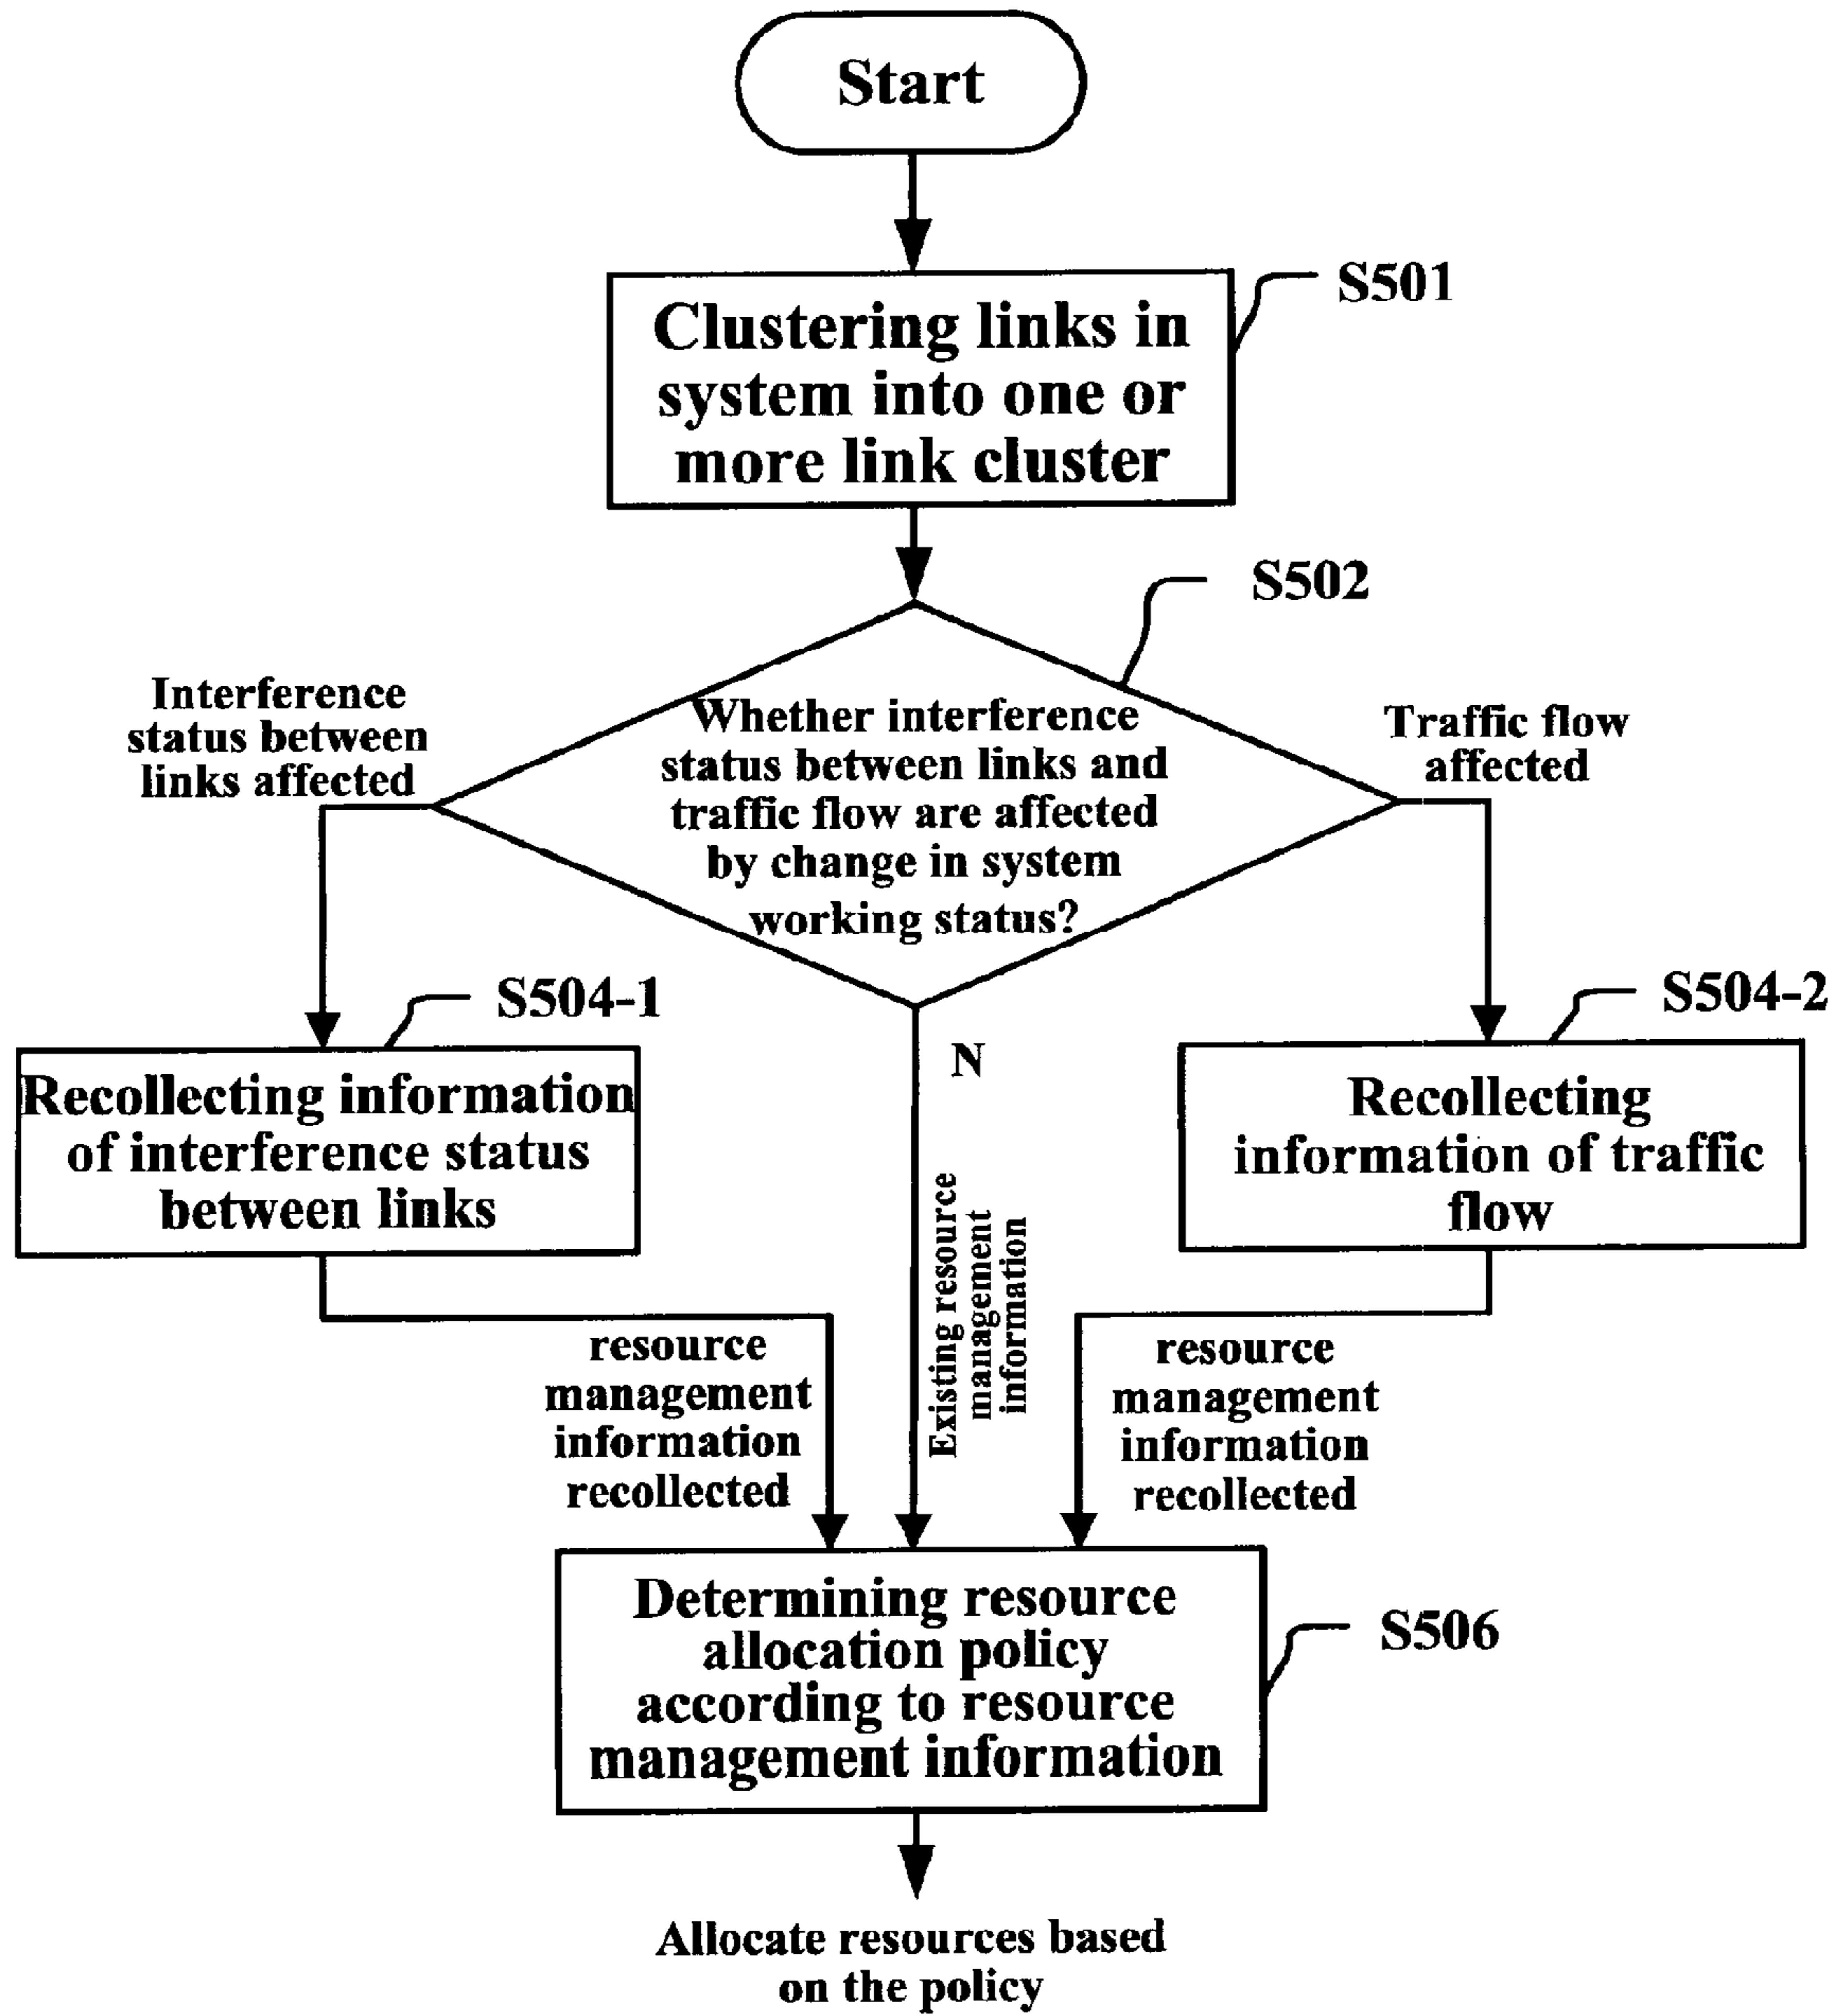 Start
S501
Clustering links in
system into one or
more link cluster
S502
Interference
status between
links affected
Whether interference
status between links and
traffic flow are affected
by change in system
working status?
Traffic flow
affected
S504-1
S504-2
N
Recollecting information
of interference status
between links
Recollecting
information of traffic
flow
Existing resource
management
information
resource
management
information
recollected
resource
management
information
recollected
Determining resource
allocation policy
according to resource
management information
S506
Allocate resources based
on the policy